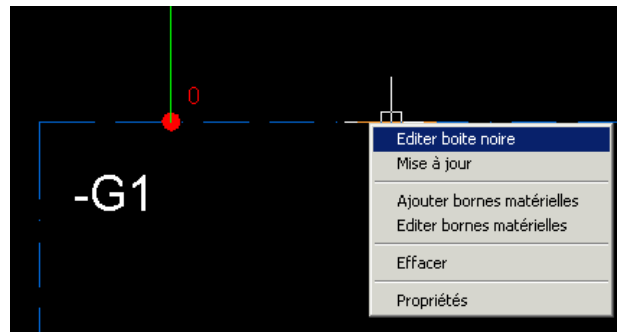 0
-G1
Editer boite noire
Mise à jour
Ajouter bornes matérielles
Editer bornes matérielles
Effacer
Propriétés